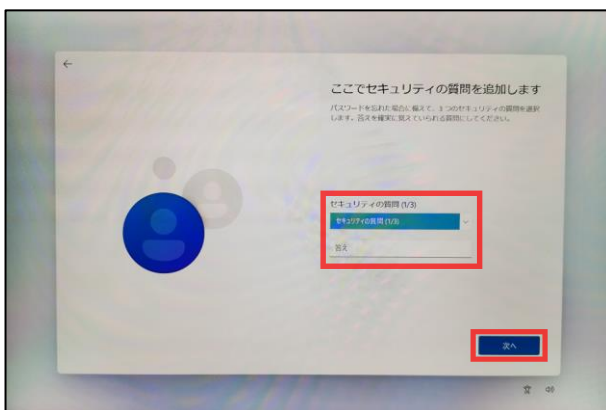 ここでセキュリティの質問を追加します
パスワードを忘れた場合に備えて、3 つのセキュリティの質問を選択
します。答えを確実に覚えていられる質問にしてください。
セキュリティの質問 (1/3)
セキュリティの質問 (1/3)
答え
次へ